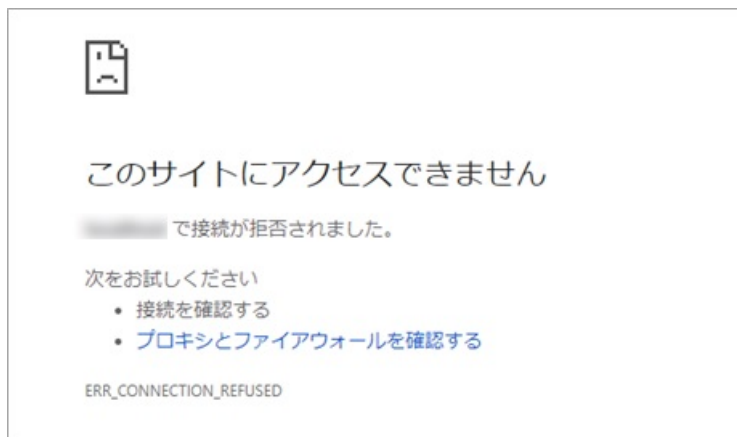 このサイトにアクセスできません
で接続が拒否されました。
次をお試しください
接続を確認する
プロキシとファイアウォールを確認する
ERR_CONNECTION_REFUSED